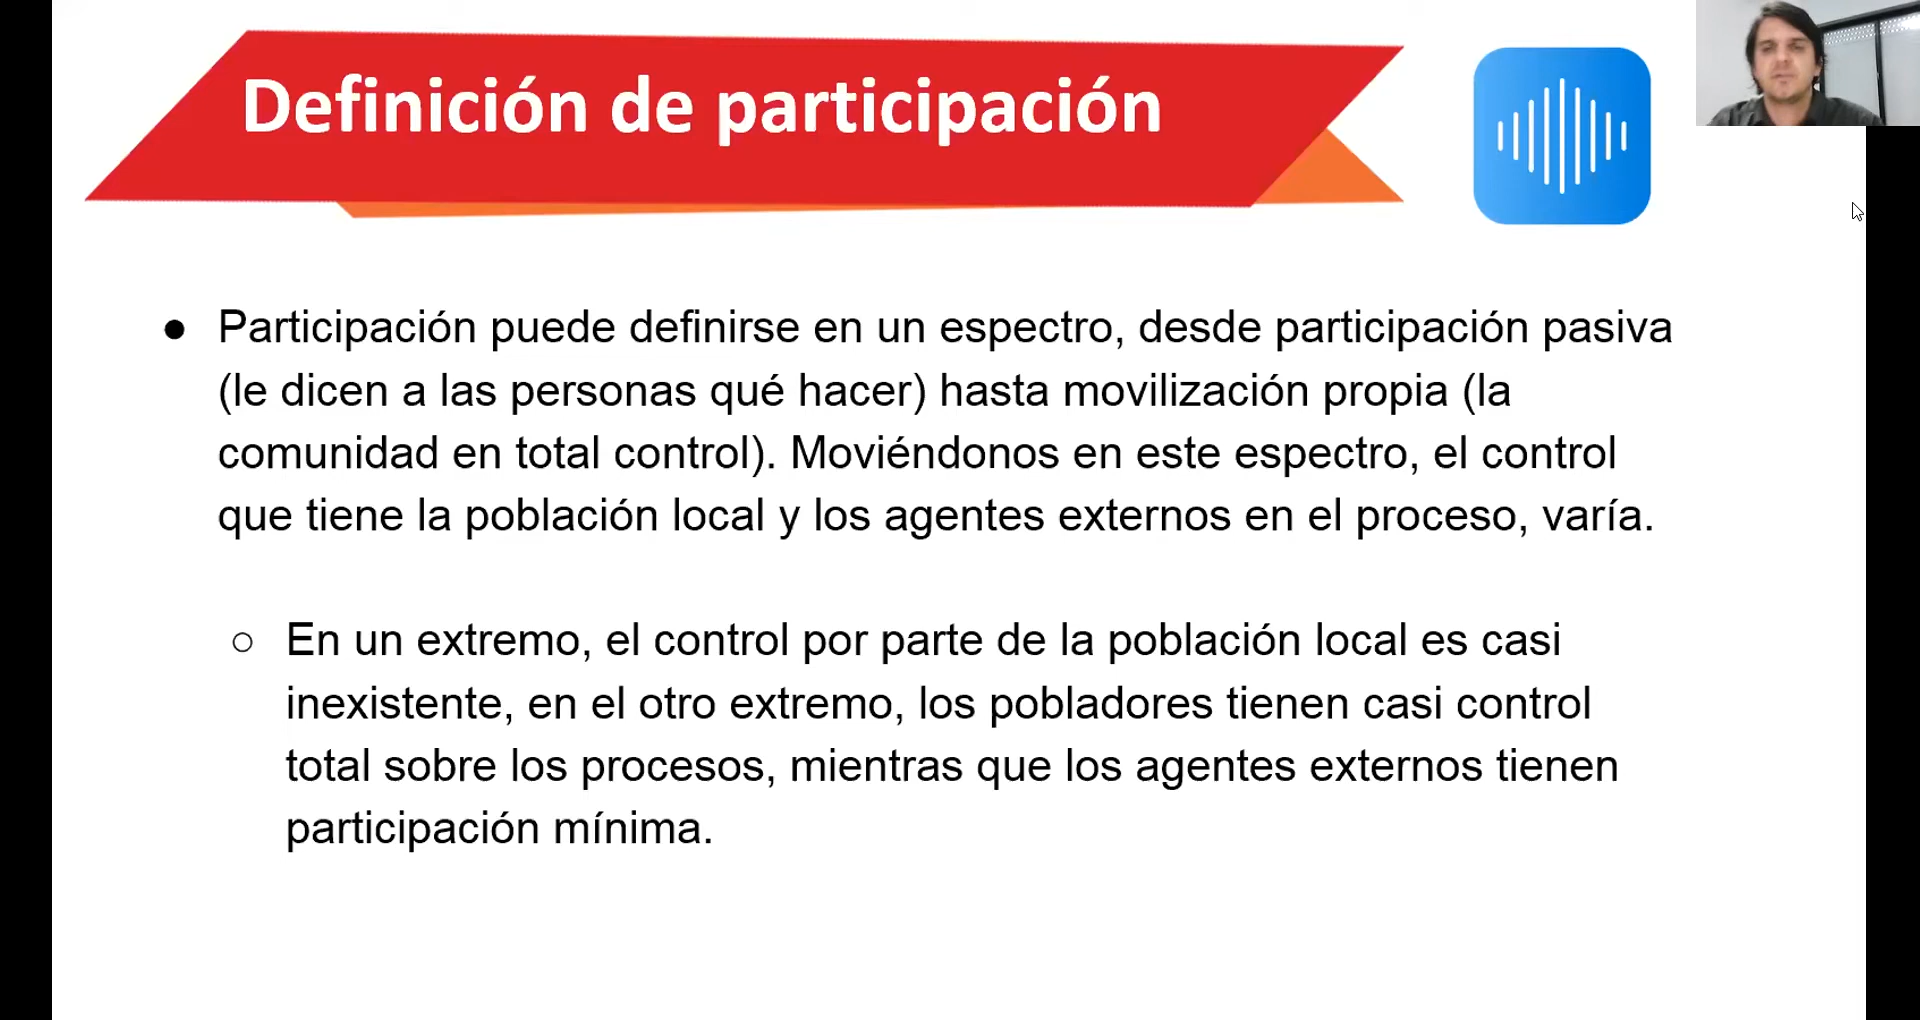 Definición de participación
● Participación puede definirse en un espectro, desde participación pasiva
(le dicen a las personas qué hacer) hasta movilización propia (la
comunidad en total control). Moviéndonos en este espectro, el control
que tiene la población local y los agentes externos en el proceso, varía.
○ En un extremo, el control por parte de la población local es casi
inexistente, en el otro extremo, los pobladores tienen casi control
total sobre los procesos, mientras que los agentes externos tienen
participación mínima.